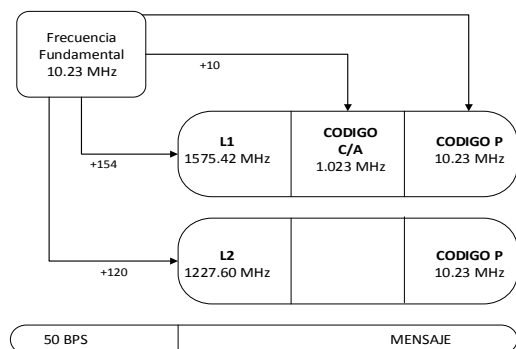 Frecuencia
Fundamental
10.23 MHz
+10
+154
+120
L1
1575.42 MHz
CODIGO
C/A
1.023 MHz
CODIGO P
10.23 MHz
L2
1227.60 MHz
CODIGO P
10.23 MHz
50 BPS
MENSAJE